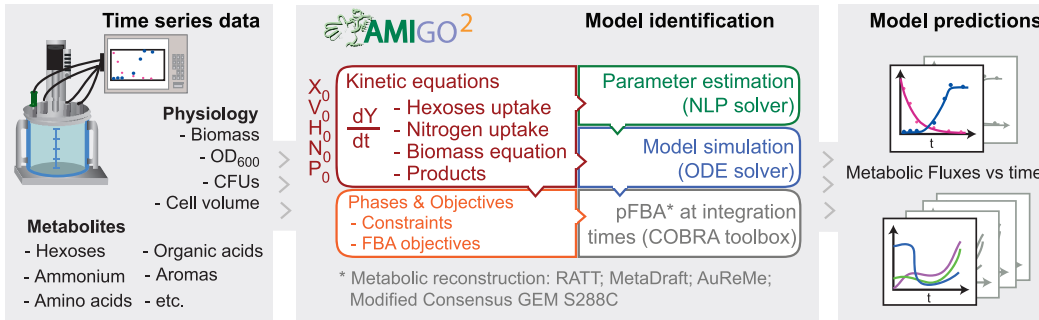 Time series data
Physiology
- Biomass
- OD600
- CFUs
- Cell volume
Metabolites
- Hexoses
- Ammonium
- Amino acids
- Organic acids
- Aromas
- etc.
AMIGO2
Model identification
X0
V0
H0
N0
P0
Kinetic equations
dY
dt
- Hexoses uptake
- Nitrogen uptake
- Biomass equation
- Products
Parameter estimation
(NLP solver)
Model simulation
(ODE solver)
Phases & Objectives
- Constraints
- FBA objectives
pFBA* at integration
times (COBRA toolbox)
* Metabolic reconstruction: RATT; MetaDraft; AuReMe;
Modified Consensus GEM S288C
Model predictions
t
Metabolic Fluxes vs time
t